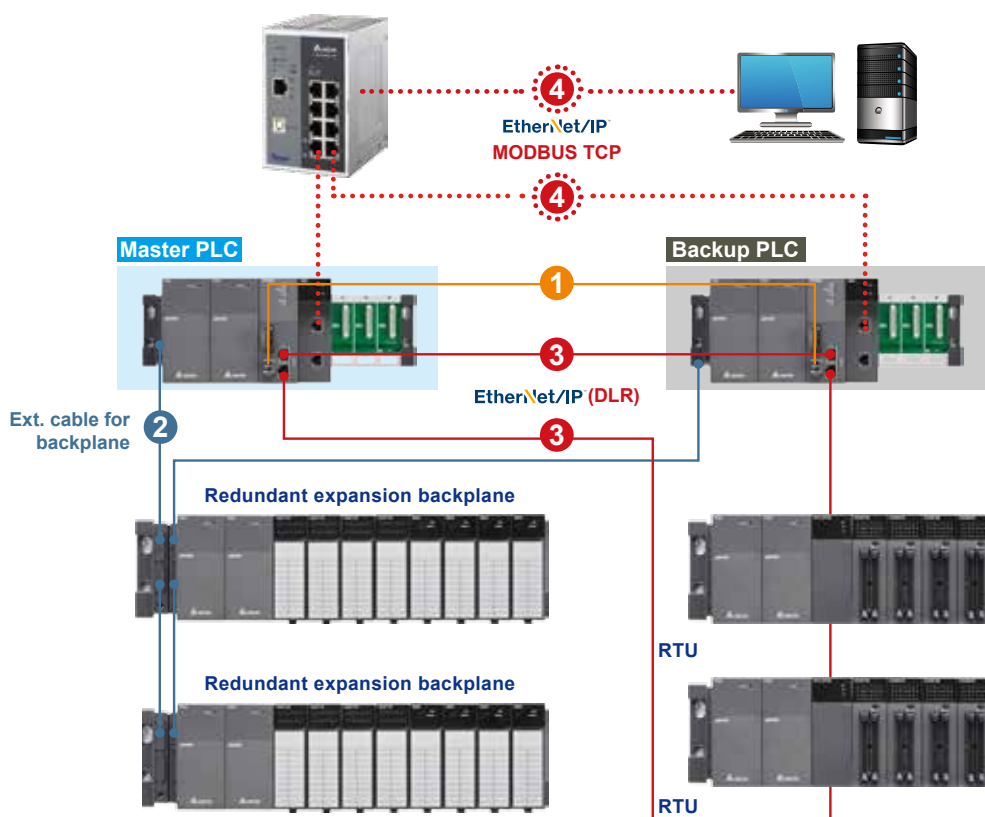 4
EtherNet/IP
MODBUS TCP
4
Master PLC
Backup PLC
1
3
EtherNet/IP (DLR)
Ext. cable for
backplane
2
3
Redundant expansion backplane
RTU
Redundant expansion backplane
RTU